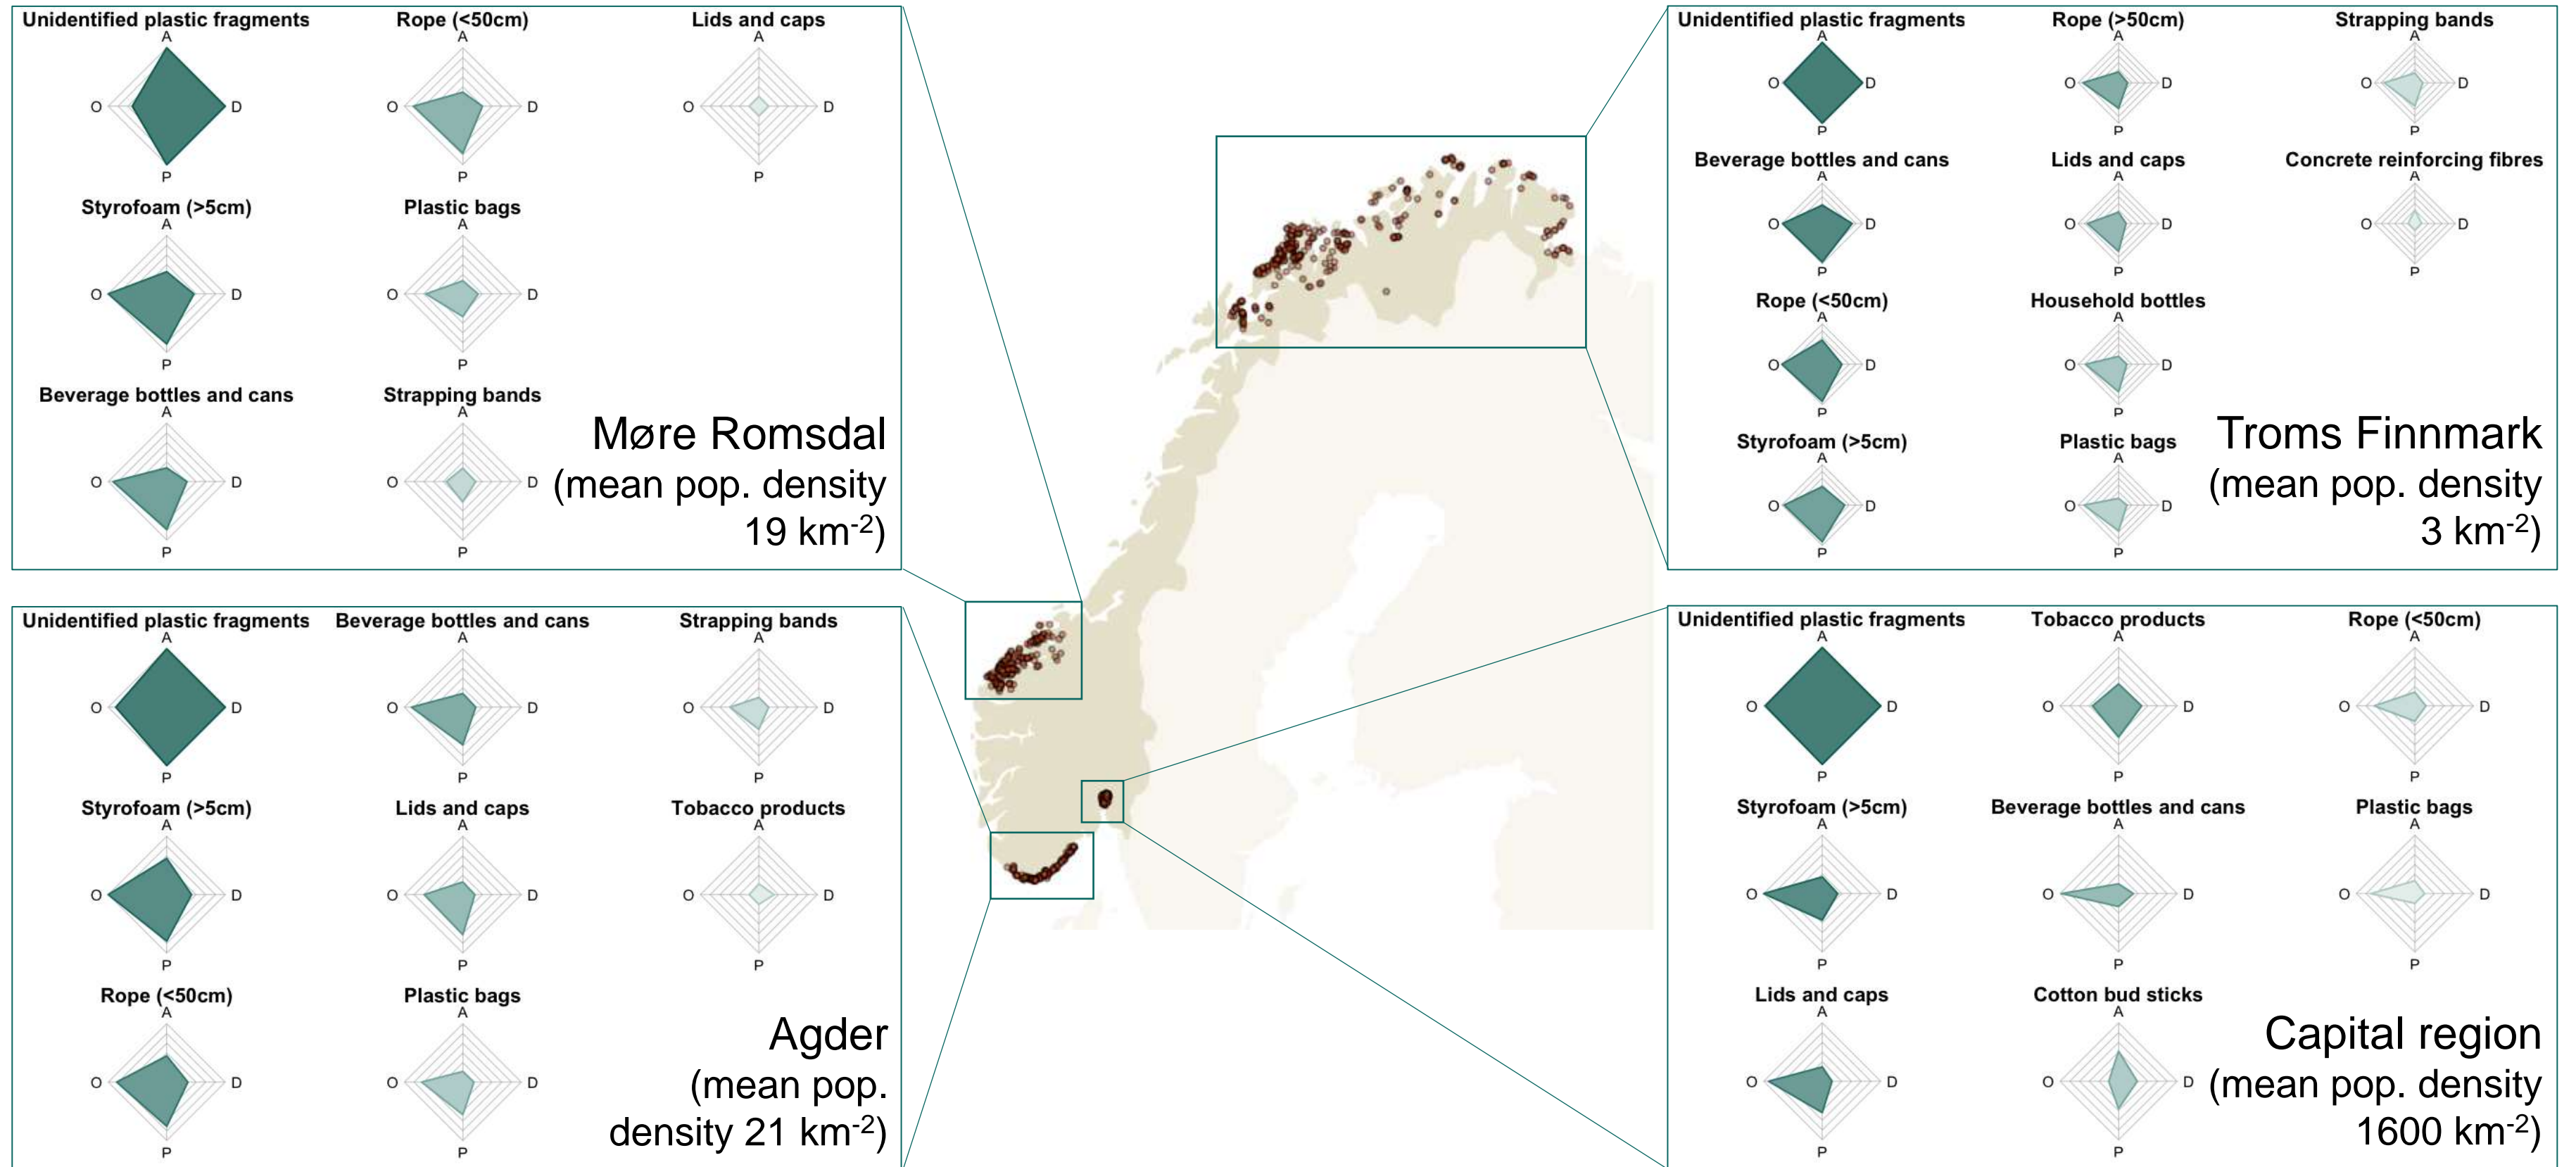 Unidentified plastic fragments
A
O
D
P
Rope (<50cm)
A
O
D
P
Lids and caps
A
O
D
P
Styrofoam (>5cm)
A
O
D
P
Plastic bags
A
O
D
P
Beverage bottles and cans
A
O
D
P
Strapping bands
A
O
D
P
Møre Romsdal
(mean pop. density
19 km-2)
Unidentified plastic fragments
A
O
D
P
Rope (>50cm)
A
O
D
P
Strapping bands
A
O
D
P
Beverage bottles and cans
A
O
D
P
Lids and caps
A
O
D
P
Concrete reinforcing fibres
A
O
D
P
Rope (<50cm)
A
O
D
P
Household bottles
A
O
D
P
Styrofoam (>5cm)
A
O
D
P
Plastic bags
A
O
D
P
Troms Finnmark
(mean pop. density
3 km-2)
Unidentified plastic fragments
A
O
D
P
Beverage bottles and cans
A
O
D
P
Strapping bands
A
O
D
P
Styrofoam (>5cm)
A
O
D
P
Lids and caps
A
O
D
P
Tobacco products
A
O
D
P
Rope (<50cm)
A
O
D
P
Plastic bags
A
O
D
P
Agder
(mean pop.
density 21 km-2)
Unidentified plastic fragments
A
O
D
P
Tobacco products
A
O
D
P
Rope (<50cm)
A
O
D
P
Styrofoam (>5cm)
A
O
D
P
Beverage bottles and cans
A
O
D
P
Plastic bags
A
O
D
P
Lids and caps
A
O
D
P
Cotton bud sticks
A
O
D
P
Capital region
(mean pop. density
1600 km-2)